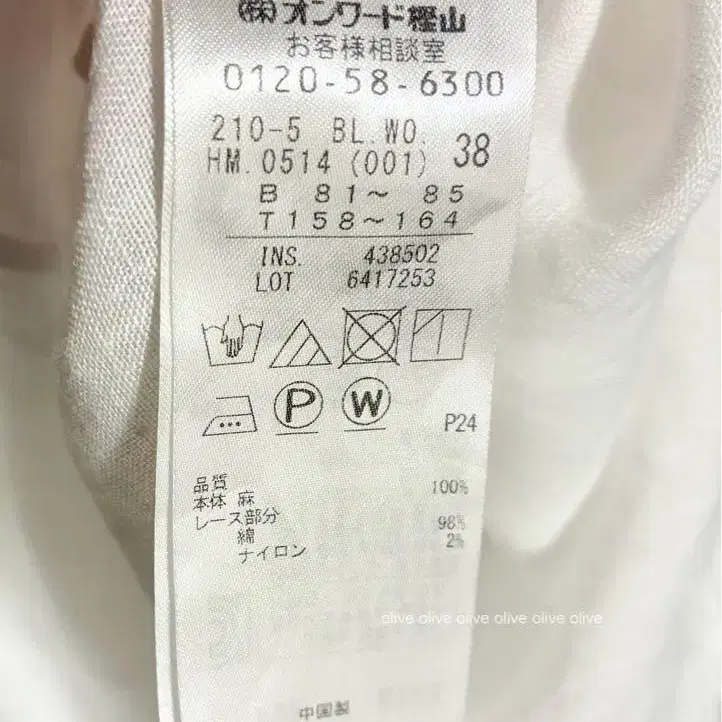 (株)オンワード樫山
お客様相談室
0120-58-6300
210-5 BL.WO. 38
HM.0514 (001)
B 81～ 85
T158～164
INS. 438502
LOT 6417253
P W
P24
品質
本体 麻 100%
レース部分
綿 98%
ナイロン 2%
olive olive olive olive olive olive
中国製